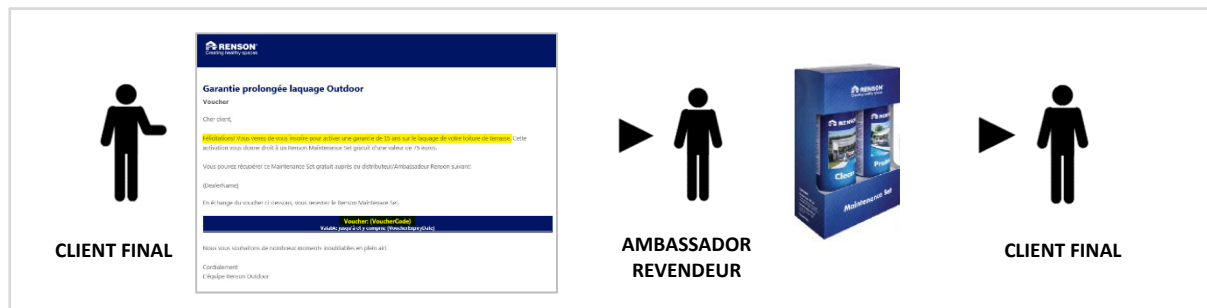 RENSON
Creating healthy spaces
Garantie prolongée laquage Outdoor
Voucher
Cher client,
Félicitations! Vous venez de vous inscrire pour activer une garantie de 15 ans sur le laquage de votre toiture de terrasse. Cette
activation vous donne droit à un Renson Maintenance Set gratuit d'une valeur de 75 euros.
Vous pouvez récupérer ce Maintenance Set gratuit auprès du distributeur/Ambassadeur Renson suivant:
{DealerName}
En échange du voucher ci-dessous, vous recevrez le Renson Maintenance Set.
Voucher: {VoucherCode}
Valable jusqu'à et y compris: {VoucherExpiryDate}
Nous vous souhaitons de nombreux moments inoubliables en plein air!
Cordialement
L'équipe Renson Outdoor
CLIENT FINAL
AMBASSADOR
REVENDEUR
RENSON
RENSON
RENSON
Clean
Prote
Maintenance Set
CLIENT FINAL